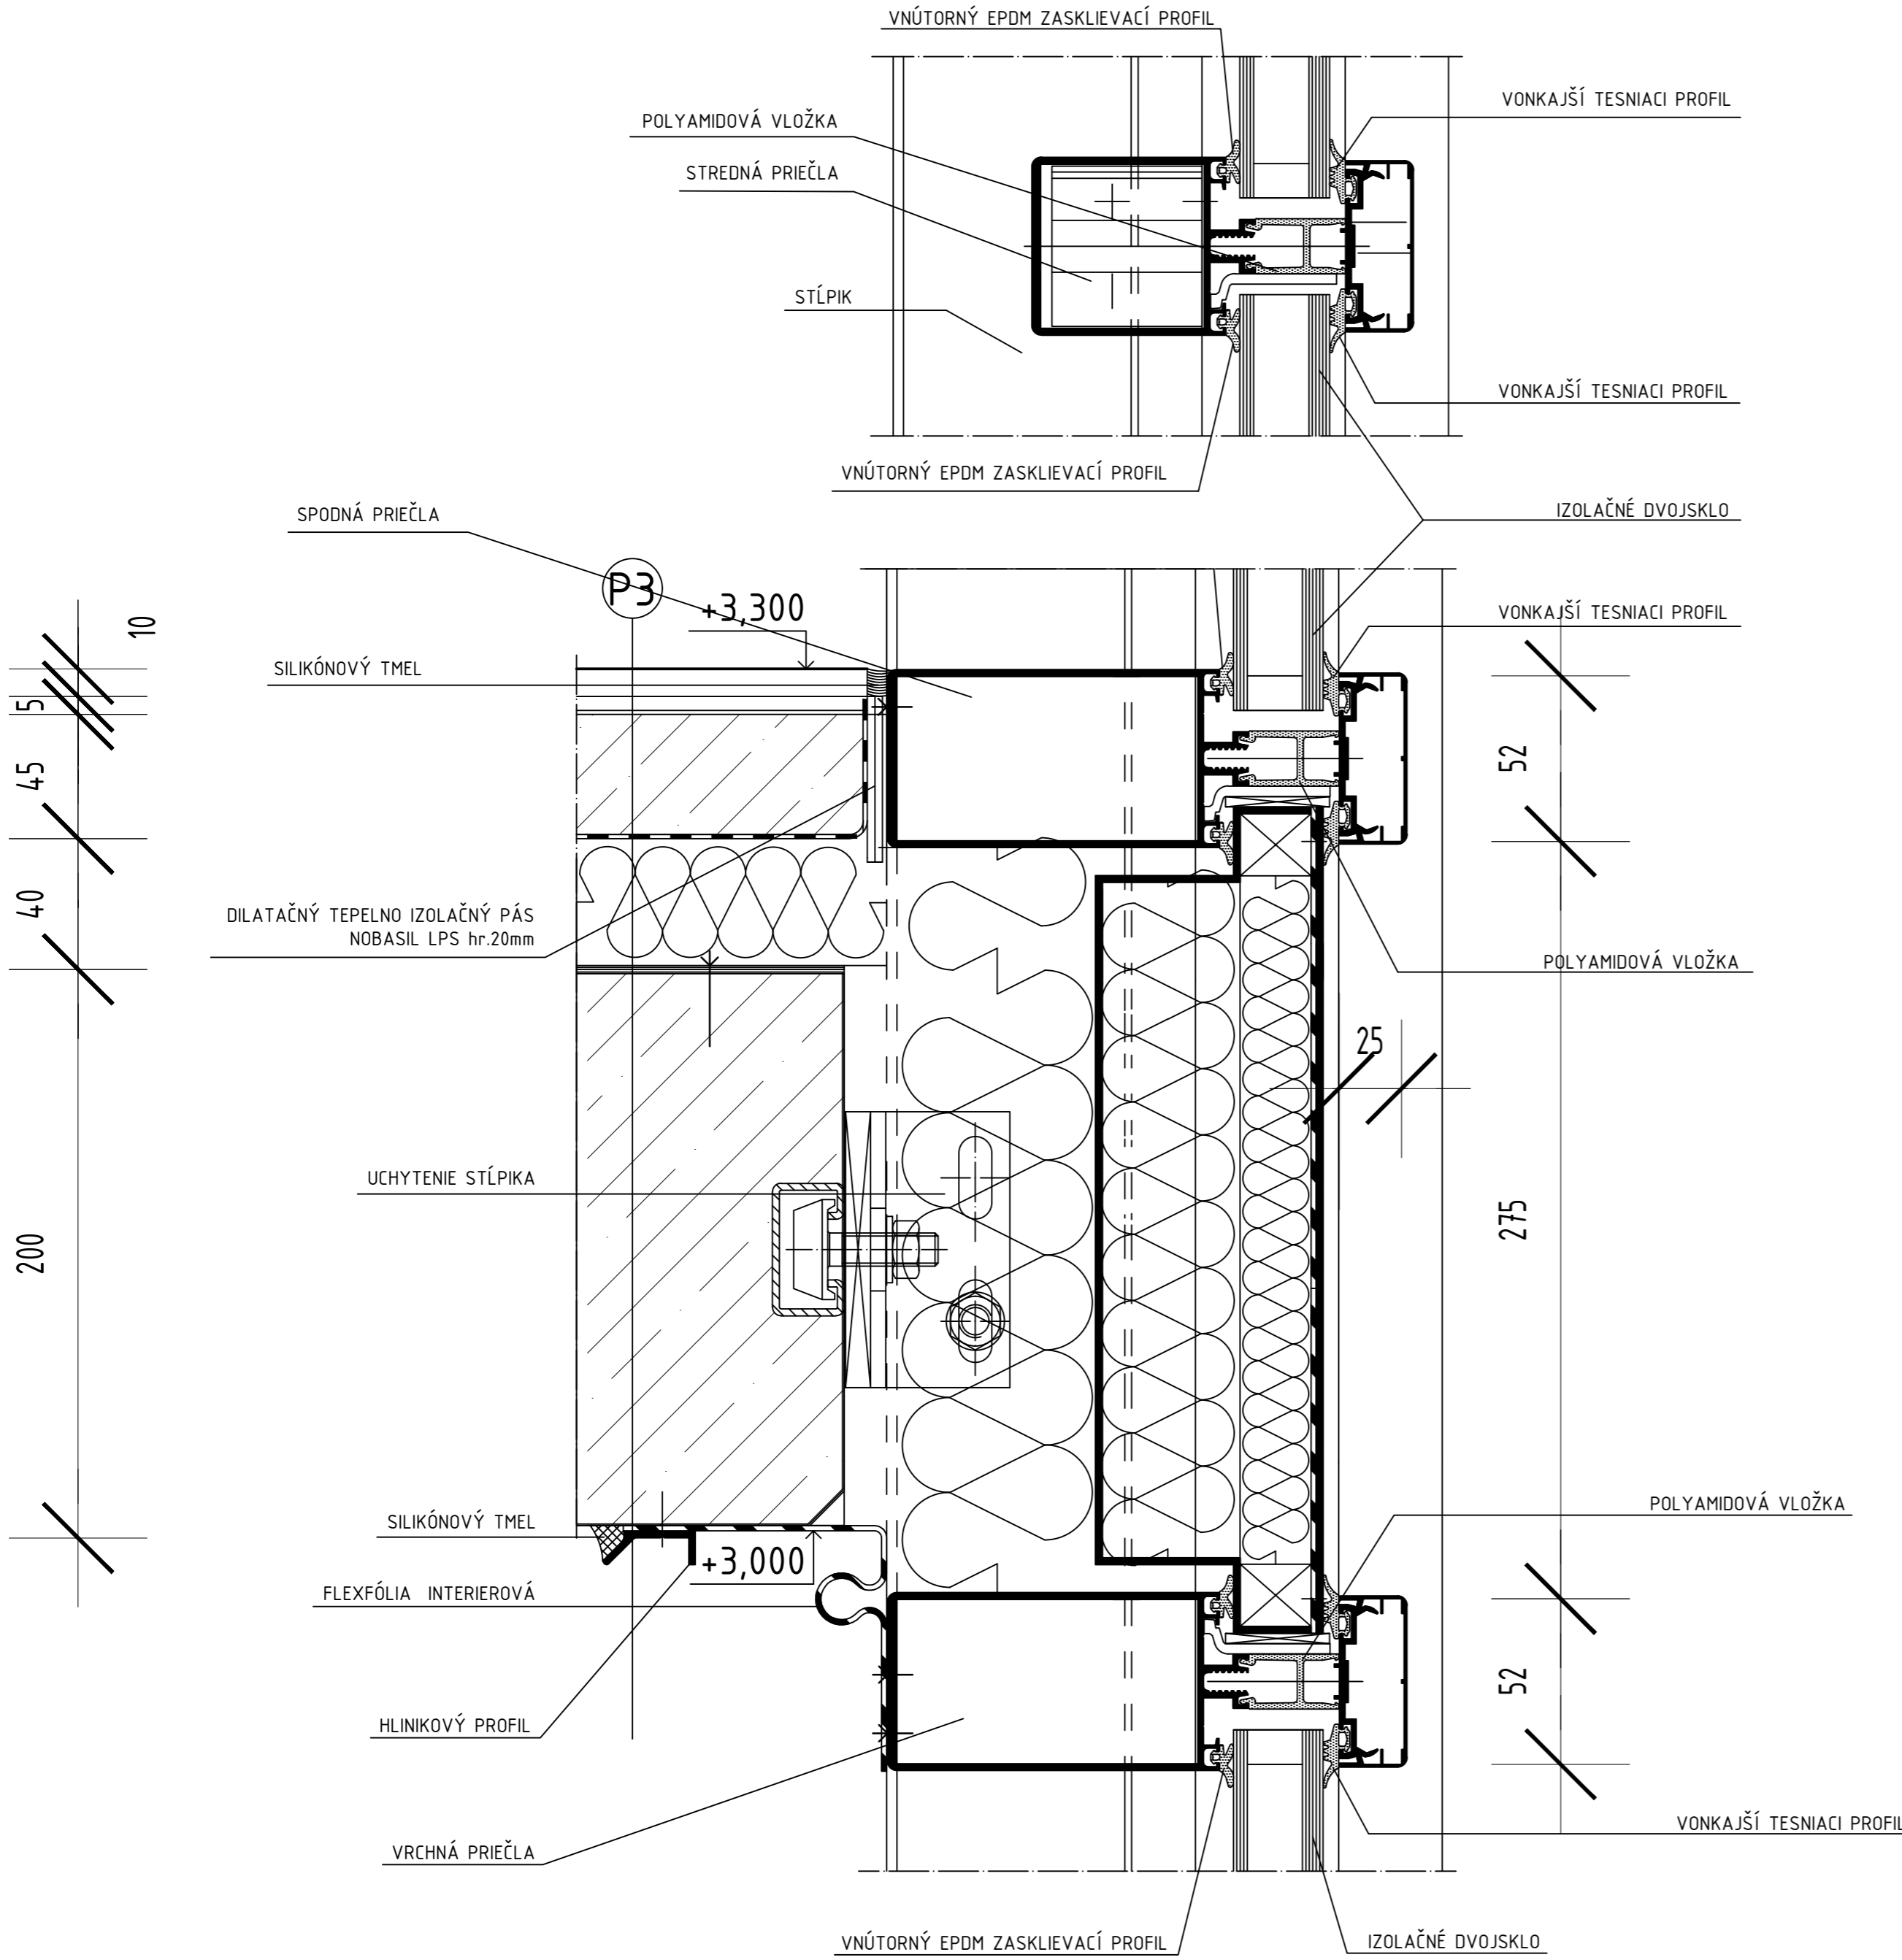 VNÚTORNÝ EPDM ZASKLIEVACÍ PROFIL
VONKAJŠÍ TESNIACI PROFIL
POLYAMIDOVÁ VLOŽKA
STREDNÁ PRIEČLA
STĹPIK
VONKAJŠÍ TESNIACI PROFIL
VNÚTORNÝ EPDM ZASKLIEVACÍ PROFIL
IZOLAČNÉ DVOJSKLO
SPODNÁ PRIEČLA
P3
+3,300
10
VONKAJŠÍ TESNIACI PROFIL
SILIKÓNOVÝ TMEL
5
45
52
40
DILATAČNÝ TEPELNO IZOLAČNÝ PÁS
NOBASIL LPS hr.20mm
POLYAMIDOVÁ VLOŽKA
25
UCHYTENIE STĹPIKA
200
275
POLYAMIDOVÁ VLOŽKA
SILIKÓNOVÝ TMEL
+3,000
FLEXFÓLIA INTERIEROVÁ
52
HLINIKOVÝ PROFIL
VONKAJŠÍ TESNIACI PROFIL
VRCHNÁ PRIEČLA
VNÚTORNÝ EPDM ZASKLIEVACÍ PROFIL
IZOLAČNÉ DVOJSKLO